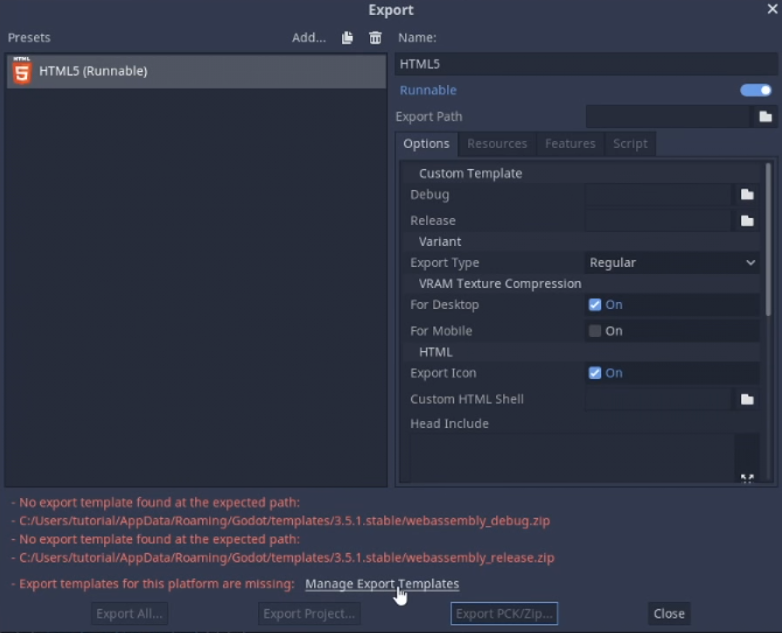 Export
Presets
Add...
Name:
HTML
5
HTML5 (Runnable)
HTML5
Runnable
Export Path
Options Resources Features Script
Custom Template
Debug
Release
Variant
Export Type Regular
VRAM Texture Compression
For Desktop On
For Mobile On
HTML
Export Icon On
Custom HTML Shell
Head Include
- No export template found at the expected path:
- C:/Users/tutorial/AppData/Roaming/Godot/templates/3.5.1.stable/webassembly_debug.zip
- No export template found at the expected path:
- C:/Users/tutorial/AppData/Roaming/Godot/templates/3.5.1.stable/webassembly_release.zip
- Export templates for this platform are missing: Manage Export Templates
Export All... Export Project... Export PCK/Zip... Close